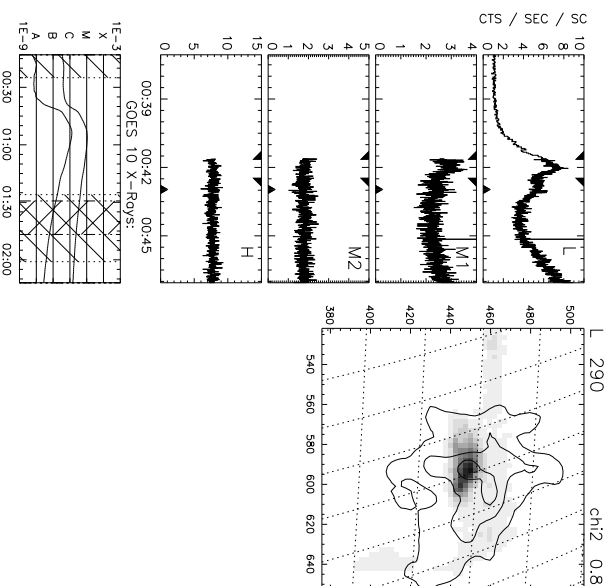 CTS / SEC / SC
0 2 4 6 8 10
L
0 1 2 3 4
M1
0 1 2 3 4 5
M2
0 5 10 15
H
00:39 00:42 00:45
GOES 10 X-Rays:
1E-9 A B C M X 1E-3
00:30 01:00 01:30 02:00
L 290 chi2 0.8
380 400 420 440 460 480 500
540 560 580 600 620 640